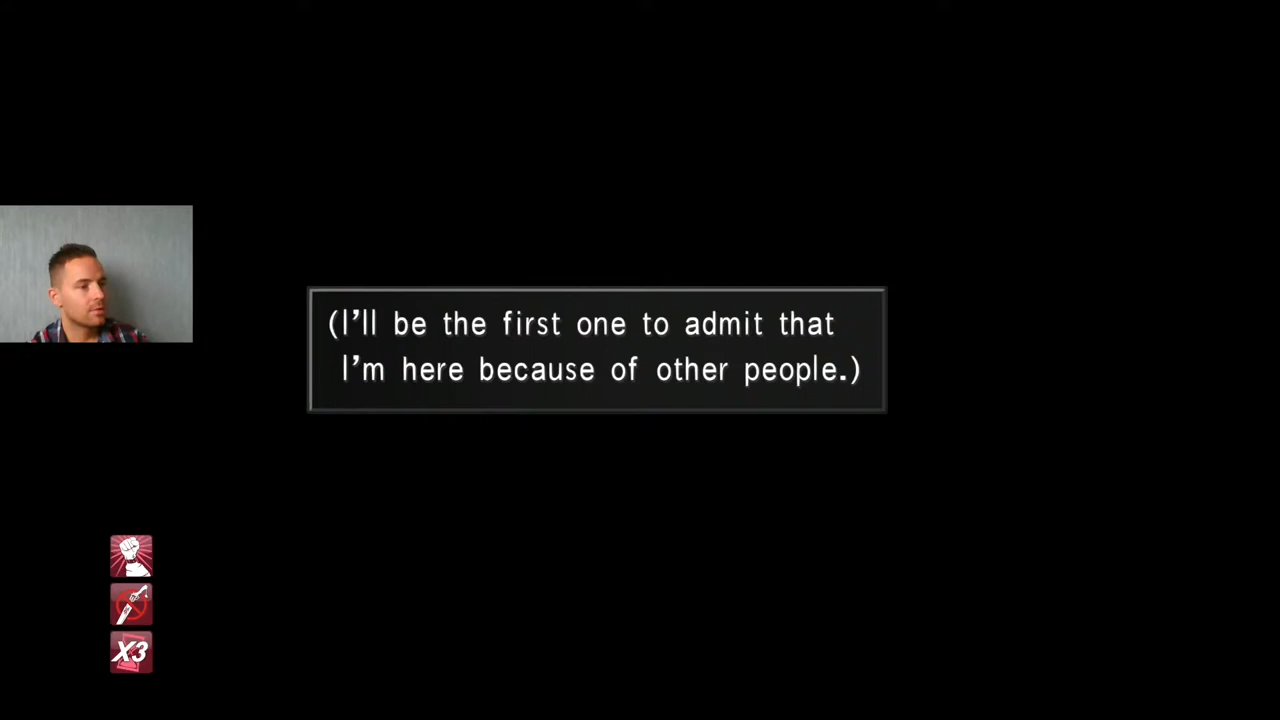 (I'll be the first one to admit that
I'm here because of other people.)
X3